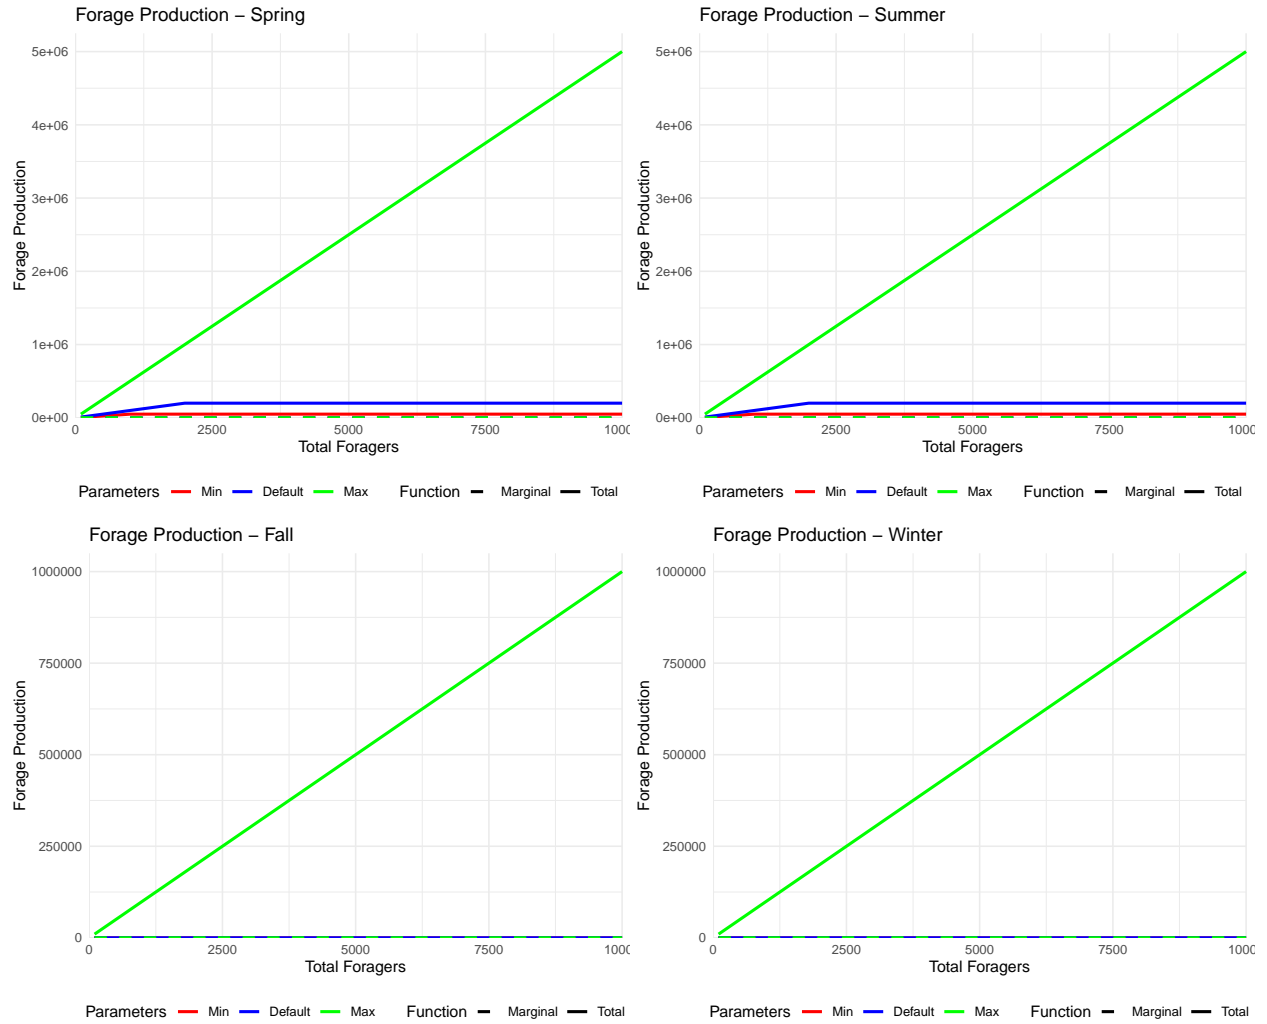 Forage Production – Spring
Forage Production
5e+06
4e+06
3e+06
2e+06
1e+06
0e+00
0 2500 5000 7500 1000
Total Foragers
Parameters Min Default Max Function Marginal Total
Forage Production – Summer
Forage Production
5e+06
4e+06
3e+06
2e+06
1e+06
0e+00
0 2500 5000 7500 1000
Total Foragers
Parameters Min Default Max Function Marginal Total
Forage Production – Fall
Forage Production
1000000
750000
500000
250000
0
0 2500 5000 7500 1000
Total Foragers
Parameters Min Default Max Function Marginal Total
Forage Production – Winter
Forage Production
1000000
750000
500000
250000
0
0 2500 5000 7500 1000
Total Foragers
Parameters Min Default Max Function Marginal Total